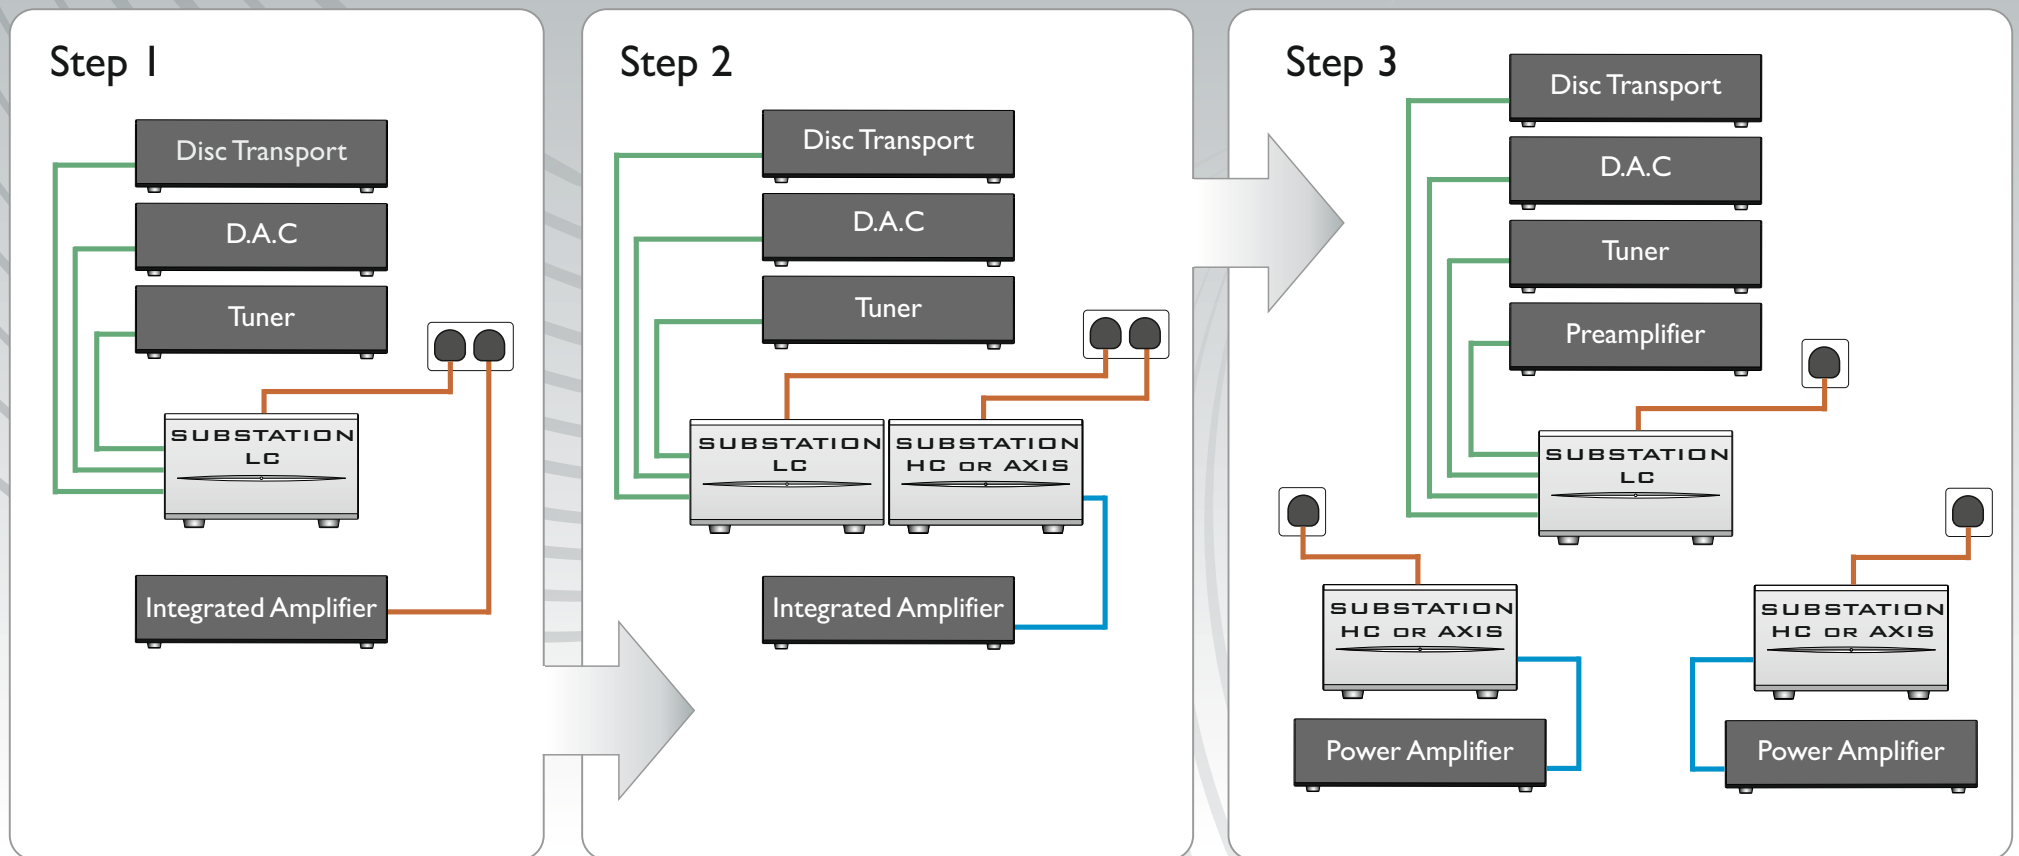 Step 1
Disc Transport
D.A.C
Tuner
SUBSTATION
LC
Integrated Amplifier
Step 2
Disc Transport
D.A.C
Tuner
SUBSTATION
LC
SUBSTATION
HC OR AXIS
Integrated Amplifier
Step 3
Disc Transport
D.A.C
Tuner
Preamplifier
SUBSTATION
LC
SUBSTATION
HC OR AXIS
Power Amplifier
SUBSTATION
HC OR AXIS
Power Amplifier